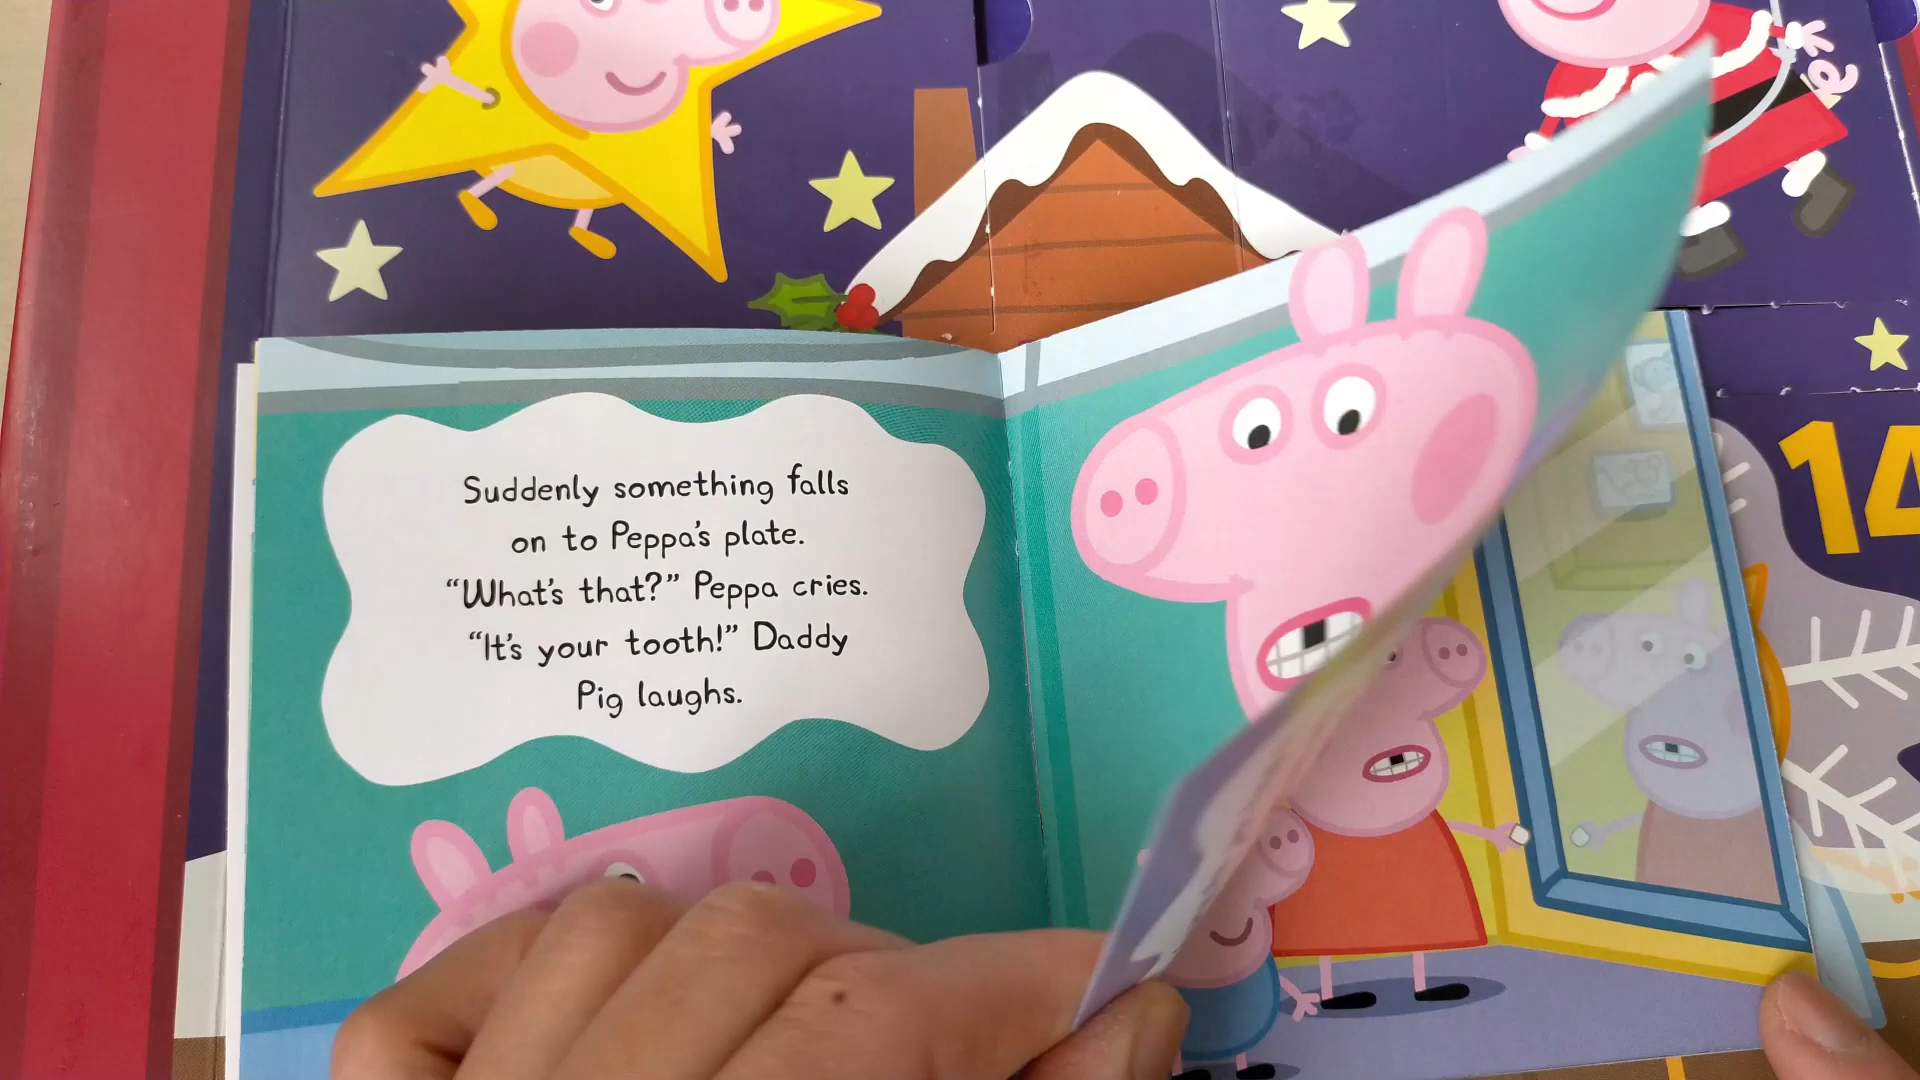 Suddenly something falls
on to Peppa's plate.
"What's that?" Peppa cries.
"It's your tooth!" Daddy
Pig laughs.
14